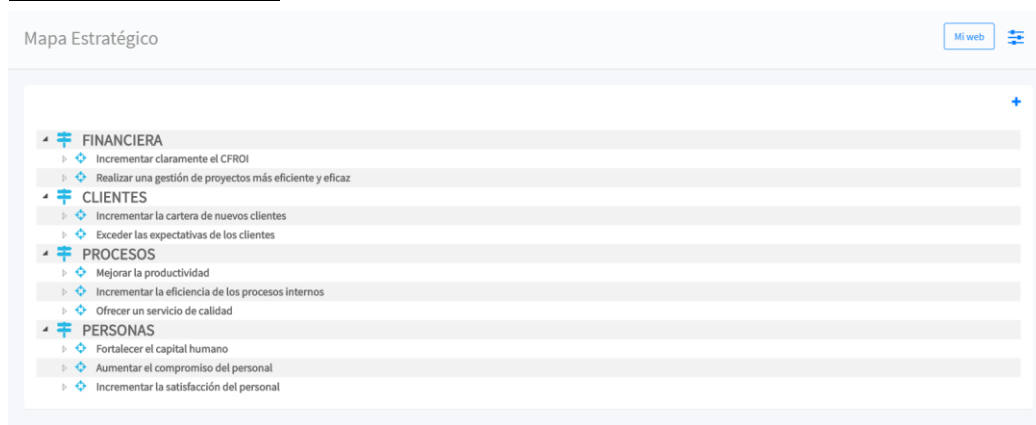 Mapa Estratégico
Mi web
FINANCIERA
Incrementar claramente el CFROI
Realizar una gestión de proyectos más eficiente y eficaz
CLIENTES
Incrementar la cartera de nuevos clientes
Exceder las expectativas de los clientes
PROCESOS
Mejorar la productividad
Incrementar la eficiencia de los procesos internos
Ofrecer un servicio de calidad
PERSONAS
Fortalecer el capital humano
Aumentar el compromiso del personal
Incrementar la satisfacción del personal